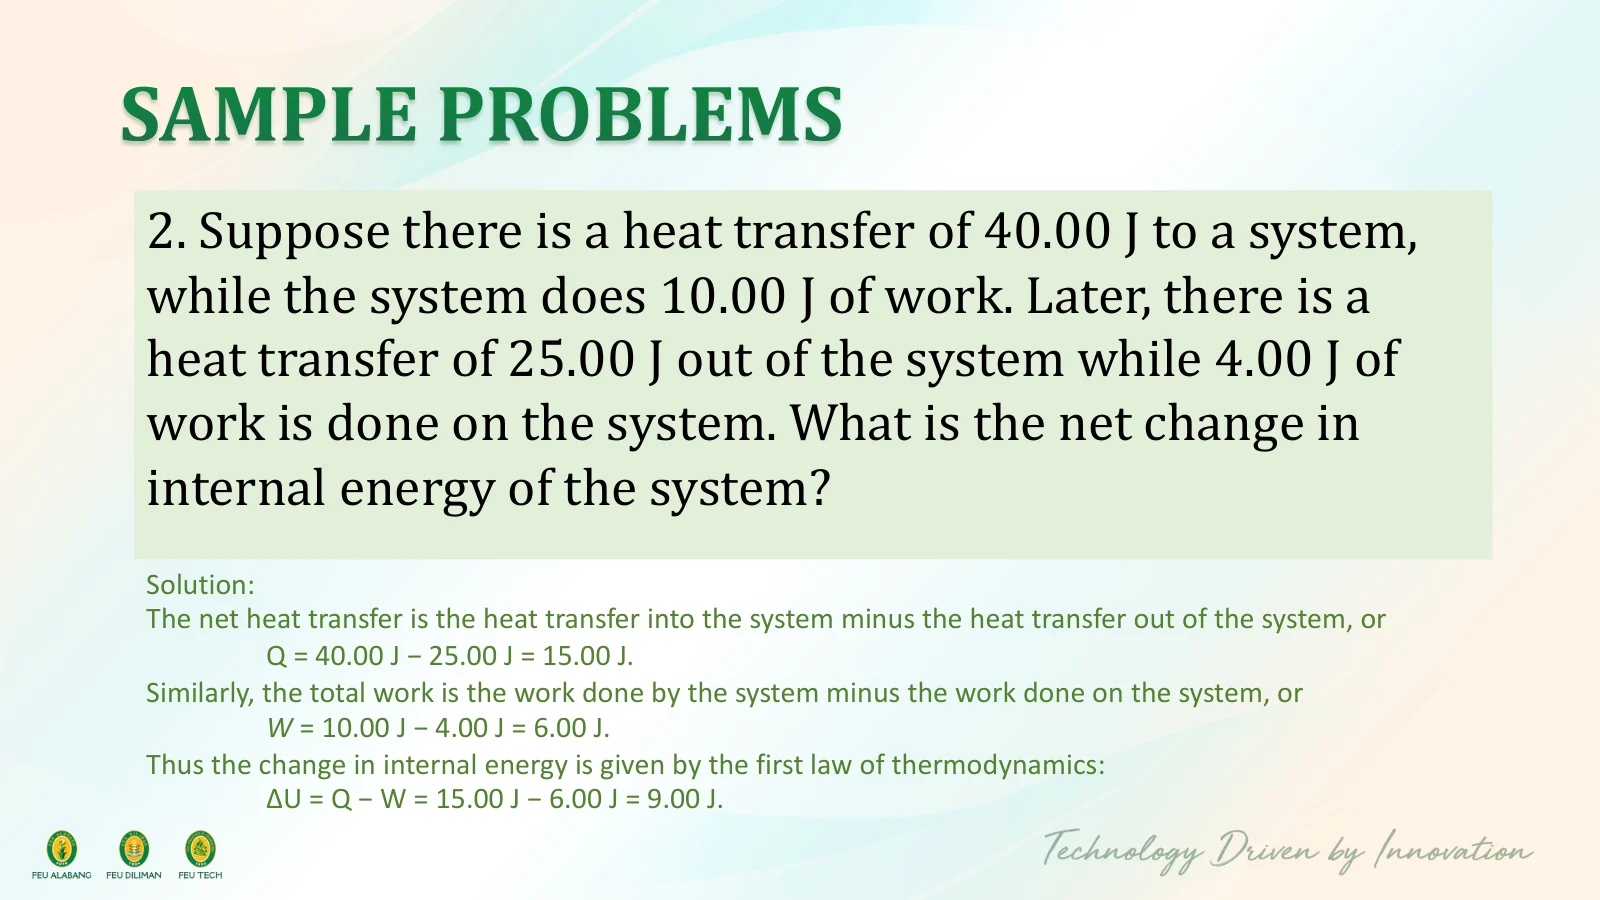 SAMPLE PROBLEMS
2. Suppose there is a heat transfer of 40.00 J to a system,
while the system does 10.00 J of work. Later, there is a
heat transfer of 25.00 J out of the system while 4.00 J of
work is done on the system. What is the net change in
internal energy of the system?
Solution:
The net heat transfer is the heat transfer into the system minus the heat transfer out of the system, or
Q = 40.00 J − 25.00 J = 15.00 J.
Similarly, the total work is the work done by the system minus the work done on the system, or
W = 10.00 J − 4.00 J = 6.00 J.
Thus the change in internal energy is given by the first law of thermodynamics:
ΔU = Q − W = 15.00 J − 6.00 J = 9.00 J.
FEU ALABANG FEU DILIMAN FEU TECH
Technology Driven by Innovation